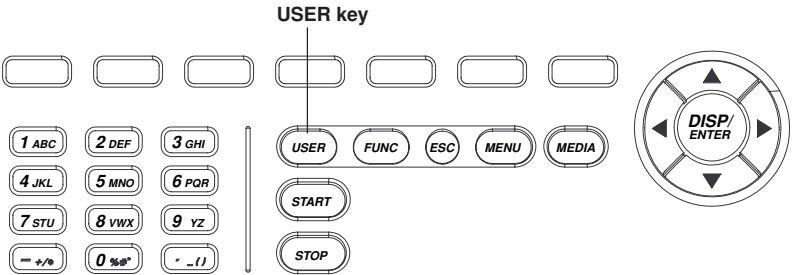 USER key
1 ABC 2 DEF 3 GHI USER FUNC ESC MENU MEDIA DISP/
ENTER
4 JKL 5 MNO 6 PQR START
7 STU 8 VWX 9 YZ
0 %#° STOP